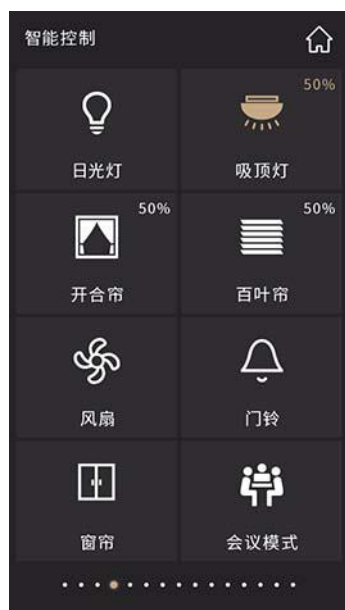 智能控制
50%
日光灯 吸顶灯
50% 50%
开合帘 百叶帘
风扇 门铃
窗帘 会议模式